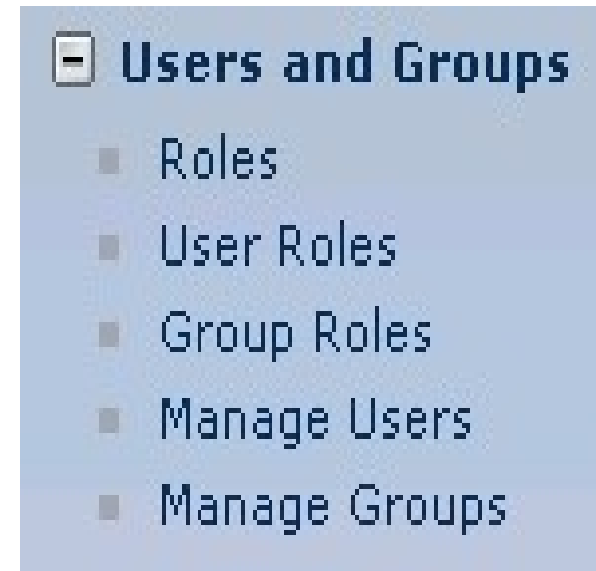 Users and Groups
Roles
User Roles
Group Roles
Manage Users
Manage Groups